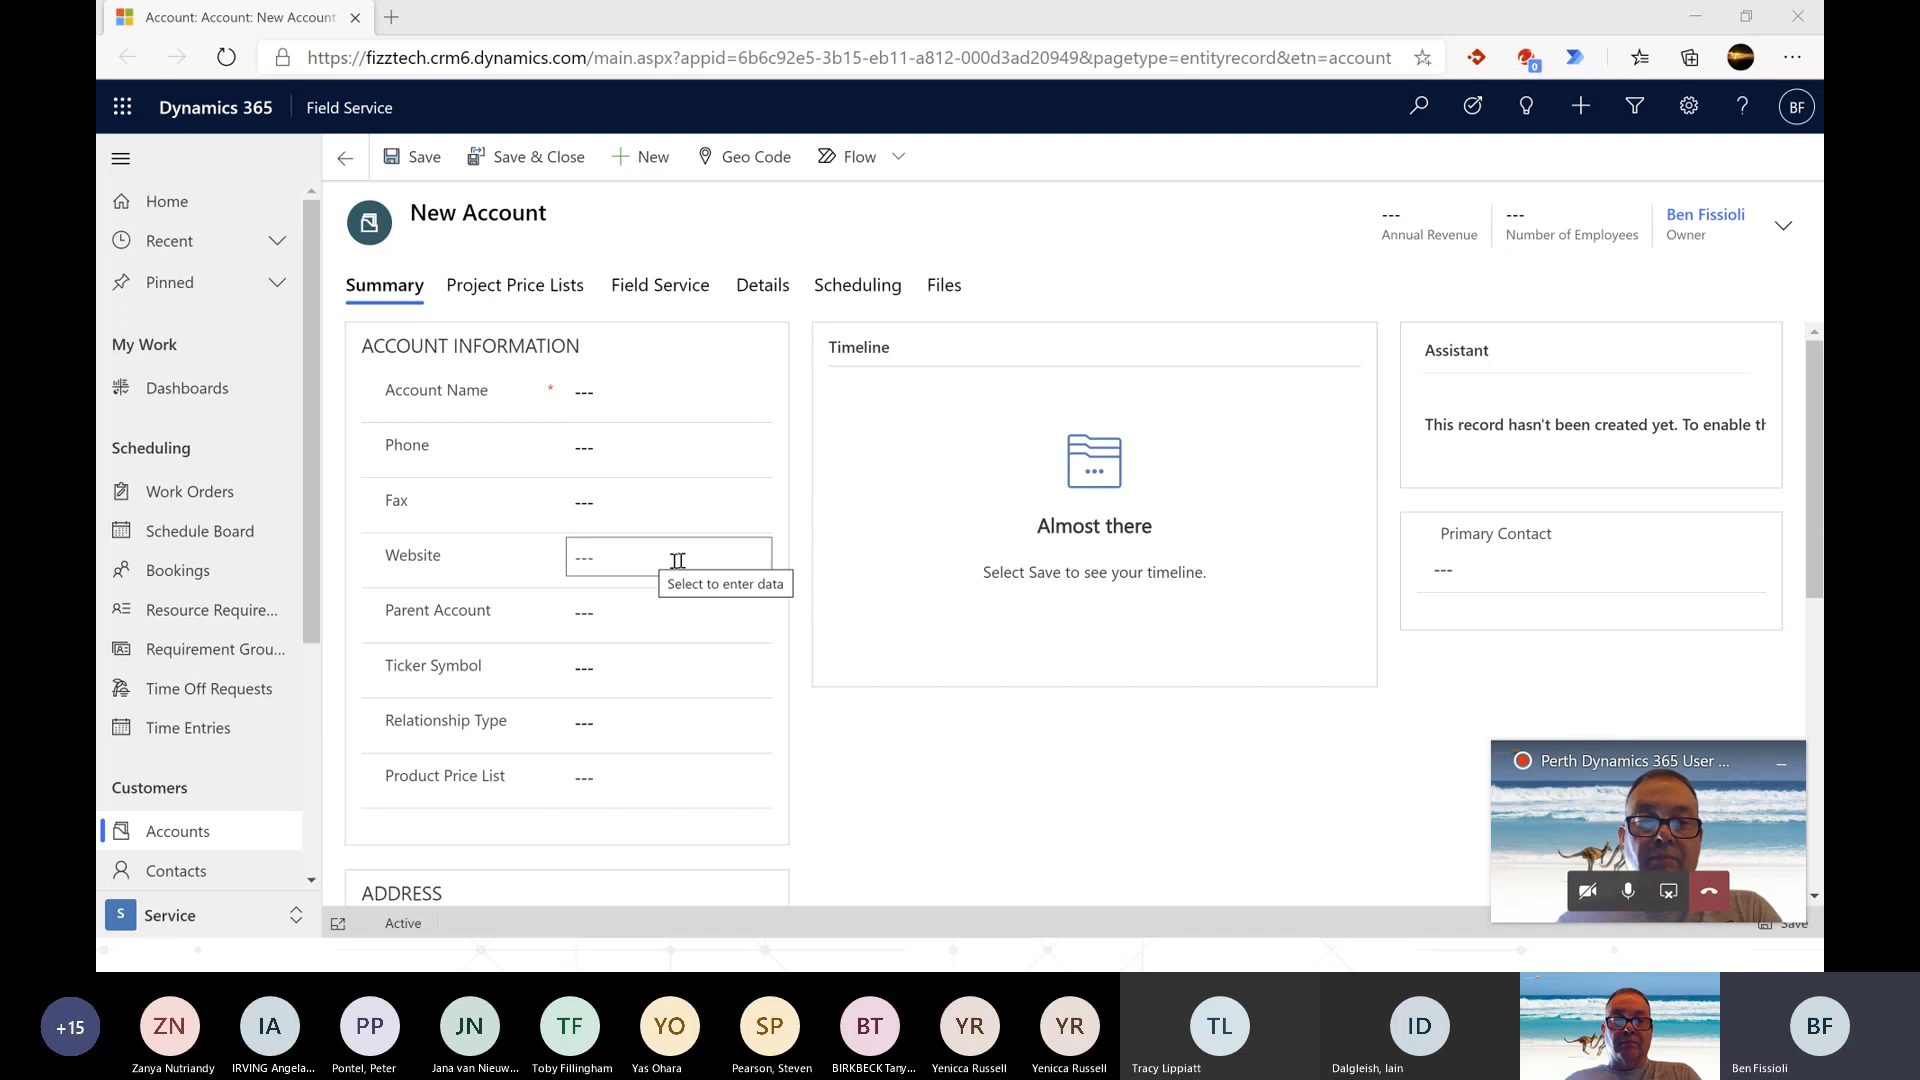 Account: Account: New Account
https://fizztech.crm6.dynamics.com/main.aspx?appid=6b6c92e5-3b15-eb11-a812-000d3ad20949&pagetype=entityrecord&etn=account
0
Dynamics 365
Field Service
BF
Save
Save & Close
New
Geo Code
Flow
Home
Recent
Pinned
My Work
Dashboards
Scheduling
Work Orders
Schedule Board
Bookings
Resource Require...
Requirement Grou...
Time Off Requests
Time Entries
Customers
Accounts
Contacts
S
Service
New Account
---
Annual Revenue
---
Number of Employees
Ben Fissioli
Owner
Summary
Project Price Lists
Field Service
Details
Scheduling
Files
ACCOUNT INFORMATION
Account Name * ---
Phone ---
Fax ---
Website ---
Select to enter data
Parent Account ---
Ticker Symbol ---
Relationship Type ---
Product Price List ---
ADDRESS
Timeline
Almost there
Select Save to see your timeline.
Assistant
This record hasn't been created yet. To enable th
Primary Contact
---
Perth Dynamics 365 User ...
Active
Save
+15
ZN
IA
PP
JN
TF
YO
SP
BT
YR
YR
TL
ID
BF
Zanya Nutriandy
IRVING Angela...
Pontel, Peter
Jana van Nieuw...
Toby Fillingham
Yas Ohara
Pearson, Steven
BIRKBECK Tany...
Yenicca Russell
Yenicca Russell
Tracy Lippiatt
Dalgleish, Iain
Ben Fissioli